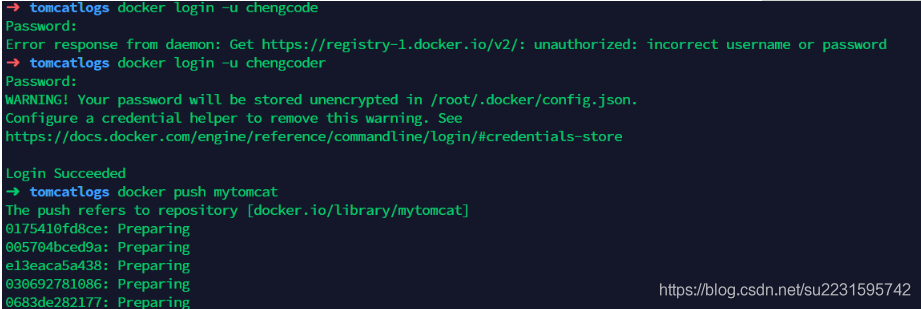 ➜ tomcatlogs docker login -u chengcode
Password:
Error response from daemon: Get https://registry-1.docker.io/v2/: unauthorized: incorrect username or password
➜ tomcatlogs docker login -u chengcoder
Password:
WARNING! Your password will be stored unencrypted in /root/.docker/config.json.
Configure a credential helper to remove this warning. See
https://docs.docker.com/engine/reference/commandline/login/#credentials-store
Login Succeeded
➜ tomcatlogs docker push mytomcat
The push refers to repository [docker.io/library/mytomcat]
0175410fd8ce: Preparing
005704bced9a: Preparing
e13eaca5a438: Preparing
030692781086: Preparing
0683de282177: Preparing
https://blog.csdn.net/su2231595742